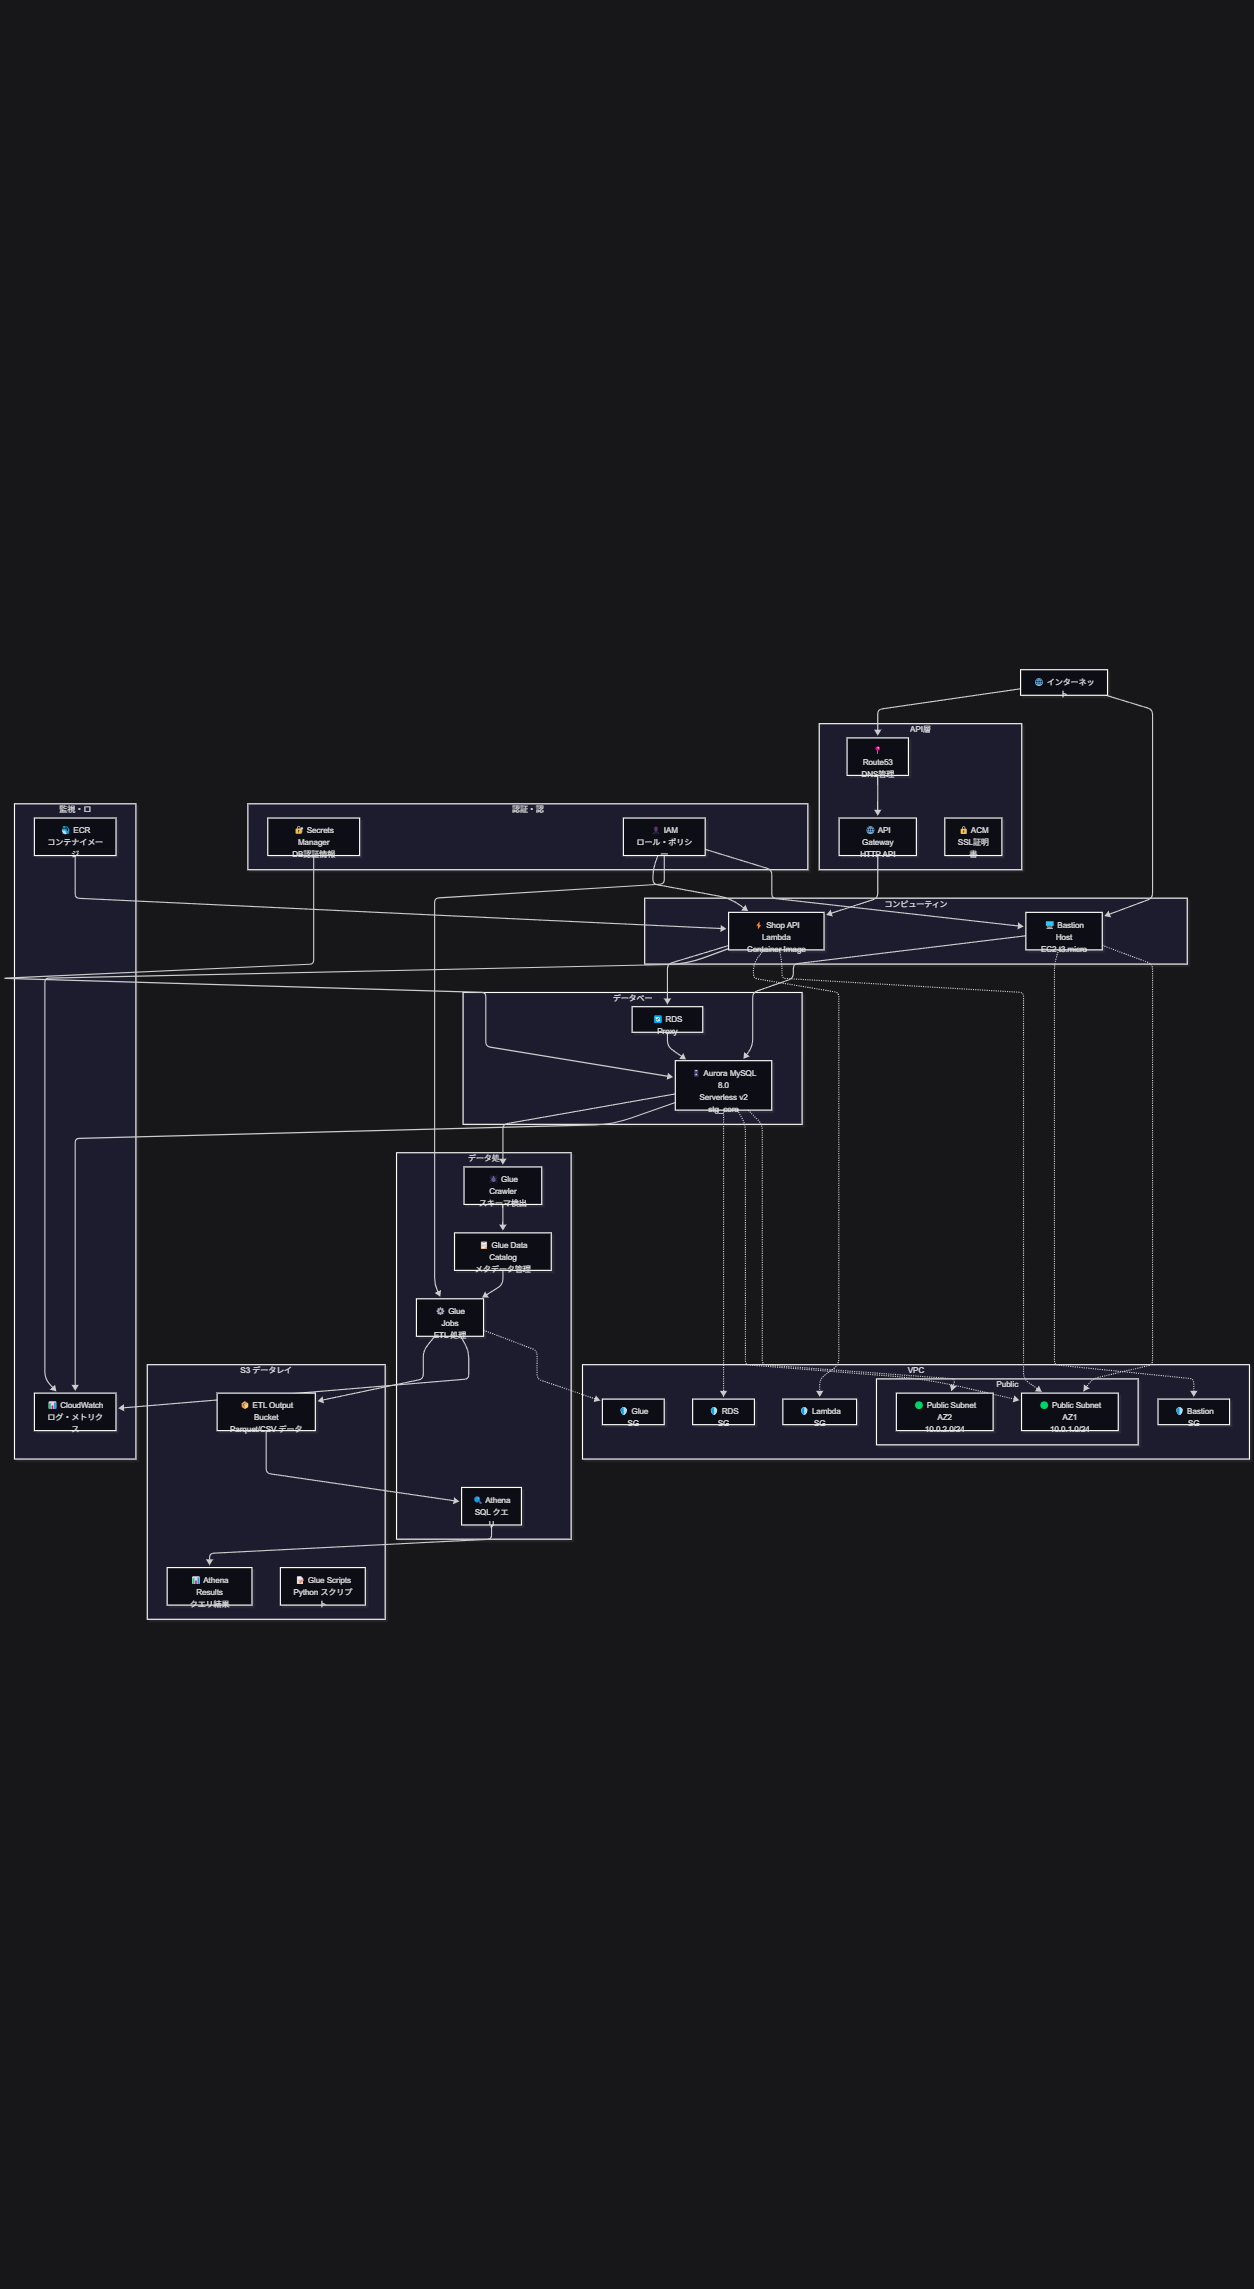 インターネッ
ト
API層
Route53
DNS管理
監視・ロ
認証・認
ECR
コンテナイメー
ジ
Secrets
Manager
DB認証情報
IAM
ロール・ポリシ
ー
API
Gateway
HTTP API
ACM
SSL証明
書
コンピューティン
Shop API
Lambda
Container Image
Bastion
Host
EC2 t3.micro
データベー
RDS
Proxy
Aurora MySQL
8.0
Serverless v2
stg_core
データ処
Glue
Crawler
スキーマ検出
Glue Data
Catalog
メタデータ管理
Glue
Jobs
ETL 処理
S3 データレイ
VPC
Public
CloudWatch
ログ・メトリク
ス
ETL Output
Bucket
Parquet/CSV データ
Glue
SG
RDS
SG
Lambda
SG
Public Subnet
AZ2
10.0.2.0/24
Public Subnet
AZ1
10.0.1.0/24
Bastion
SG
Athena
SQL クエ
リ
Athena
Results
クエリ結果
Glue Scripts
Python スクリプ
ト